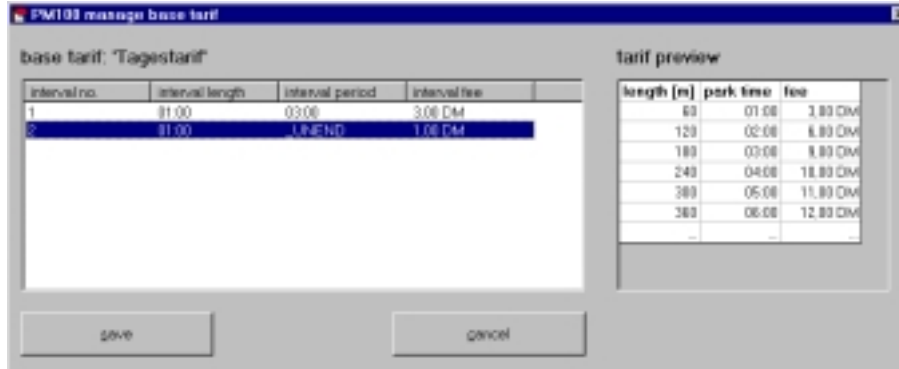 PM100 manage base tarif
base tarif: "Tagestarif"
interval no. interval length interval period interval fee
1 01:00 03:00 3.00 DM
2 01:00 _UNEND 1.00 DM
tarif preview
length [m] park time fee
60 01:00 3,00 DM
120 02:00 6,00 DM
180 03:00 9,00 DM
240 04:00 10,00 DM
300 05:00 11,00 DM
360 06:00 12,00 DM
... ... ...
save
cancel